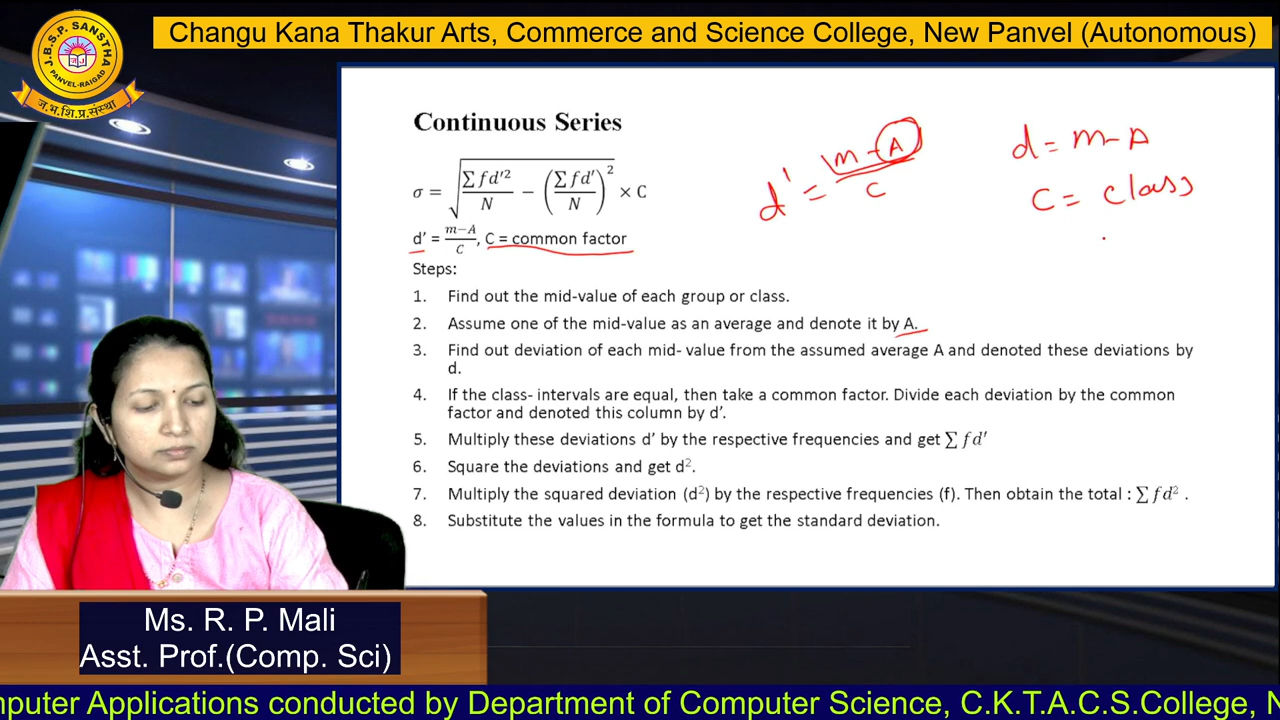 Changu Kana Thakur Arts, Commerce and Science College, New Panvel (Autonomous)
J.B.S.P. SANSTHA
PANVEL-RAIGAD
ज.भ.शि.प्र.संस्था
Continuous Series
σ = √(Σfd′²/N − (Σfd′/N)²) × C
d′ = m−A/C, C = common factor
d′ = m-A/C
d = m-A
C = class
Steps:
1. Find out the mid-value of each group or class.
2. Assume one of the mid-value as an average and denote it by A.
3. Find out deviation of each mid- value from the assumed average A and denoted these deviations by
d.
4. If the class- intervals are equal, then take a common factor. Divide each deviation by the common
factor and denoted this column by d′.
5. Multiply these deviations d′ by the respective frequencies and get Σfd′
6. Square the deviations and get d².
7. Multiply the squared deviation (d²) by the respective frequencies (f). Then obtain the total : Σfd² .
8. Substitute the values in the formula to get the standard deviation.
Ms. R. P. Mali
Asst. Prof.(Comp. Sci)
mputer Applications conducted by Department of Computer Science, C.K.T.A.C.S.College, N